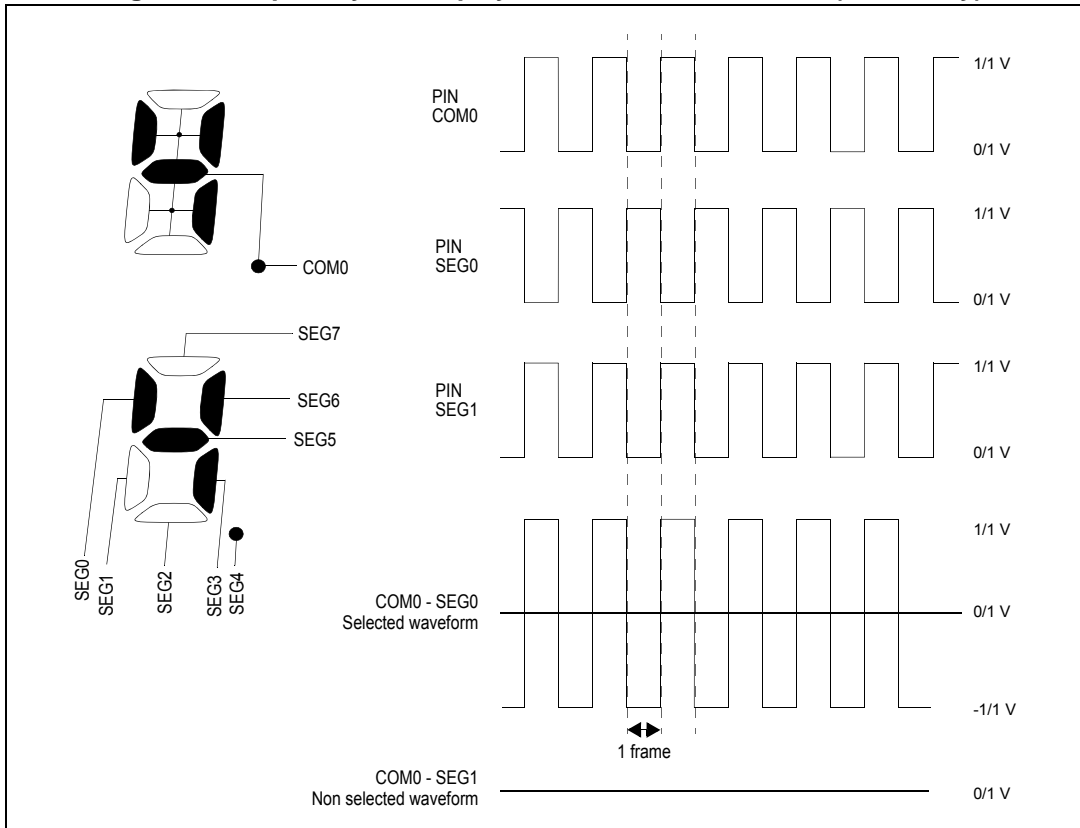 PIN
COM0
1/1 V
0/1 V
COM0
PIN
SEG0
1/1 V
0/1 V
SEG7
SEG6
SEG5
SEG0
SEG1
SEG2
SEG3
SEG4
PIN
SEG1
1/1 V
0/1 V
COM0 - SEG0
Selected waveform
1/1 V
0/1 V
-1/1 V
1 frame
COM0 - SEG1
Non selected waveform
0/1 V